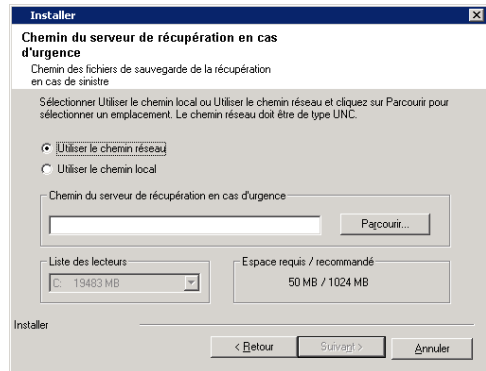 Installer
Chemin du serveur de récupération en cas
d'urgence
Chemin des fichiers de sauvegarde de la récupération
en cas de sinistre
Sélectionner Utiliser le chemin local ou Utiliser le chemin réseau et cliquez sur Parcourir pour
sélectionner un emplacement. Le chemin réseau doit être de type UNC.
Utiliser le chemin réseau
Utiliser le chemin local
Chemin du serveur de récupération en cas d'urgence
Parcourir...
Liste des lecteurs
C: 19483 MB
Espace requis / recommandé
50 MB / 1024 MB
Installer
< Retour
Suivant >
Annuler